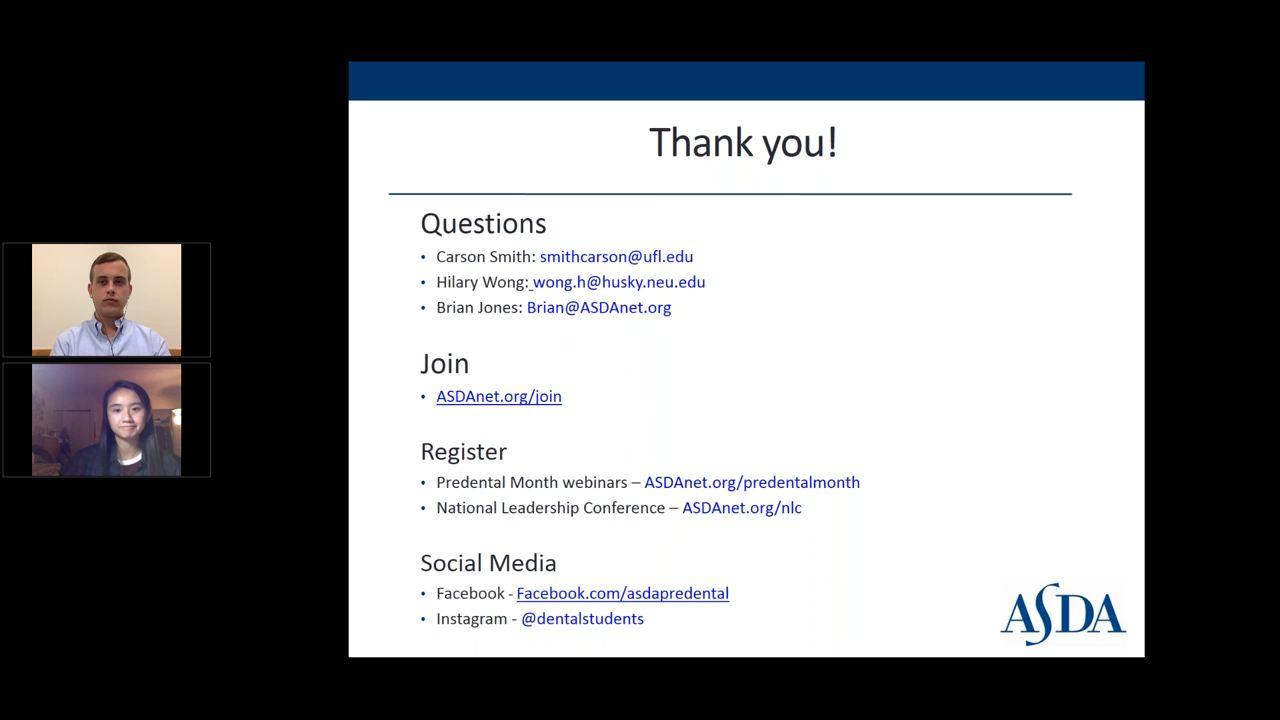 Thank you!
Questions
• Carson Smith: smithcarson@ufl.edu
• Hilary Wong: wong.h@husky.neu.edu
• Brian Jones: Brian@ASDAnet.org
Join
• ASDAnet.org/join
Register
• Predental Month webinars – ASDAnet.org/predentalmonth
• National Leadership Conference – ASDAnet.org/nlc
Social Media
• Facebook - Facebook.com/asdapredental
• Instagram - @dentalstudents
ASDA